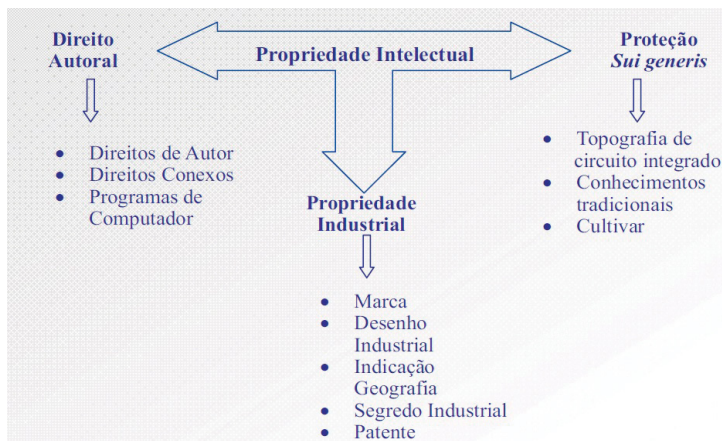 Direito
Autoral
Propriedade Intelectual
Proteção
Sui generis
• Direitos de Autor
• Direitos Conexos
• Programas de
Computador
• Topografia de
circuito integrado
• Conhecimentos
tradicionais
• Cultivar
Propriedade
Industrial
• Marca
• Desenho
Industrial
• Indicação
Geografia
• Segredo Industrial
• Patente